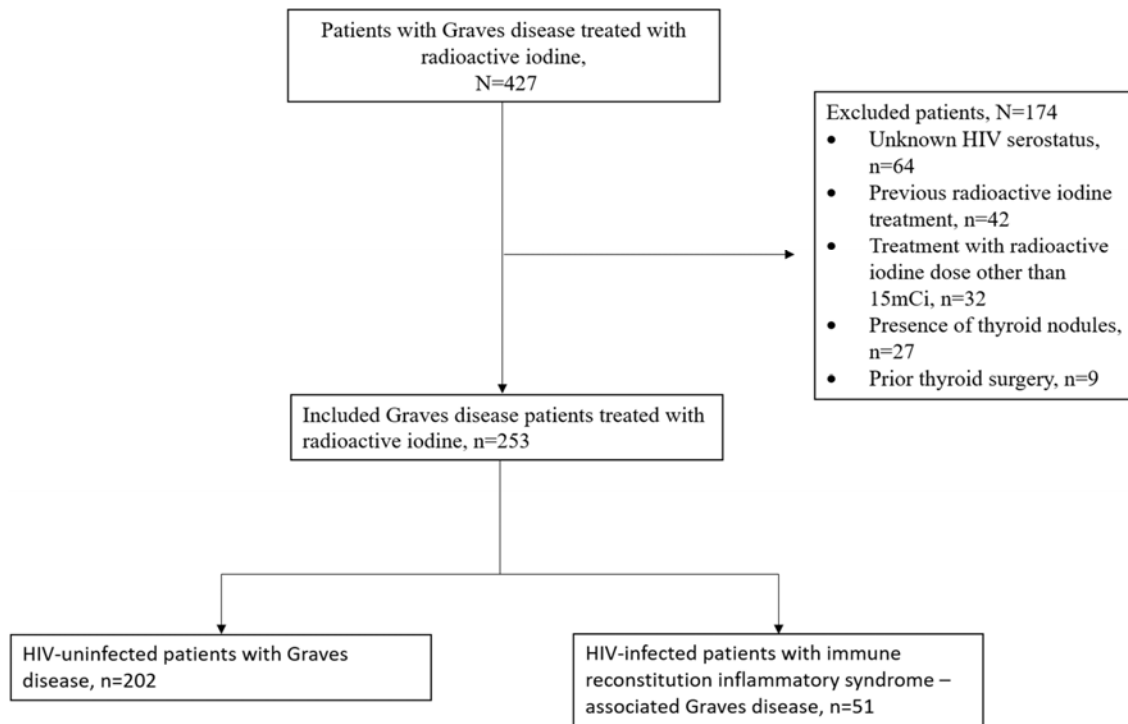 Patients with Graves disease treated with
radioactive iodine,
N=427
Excluded patients, N=174
• Unknown HIV serostatus,
n=64
• Previous radioactive iodine
treatment, n=42
• Treatment with radioactive
iodine dose other than
15mCi, n=32
• Presence of thyroid nodules,
n=27
• Prior thyroid surgery, n=9
Included Graves disease patients treated with
radioactive iodine, n=253
HIV-uninfected patients with Graves
disease, n=202
HIV-infected patients with immune
reconstitution inflammatory syndrome –
associated Graves disease, n=51